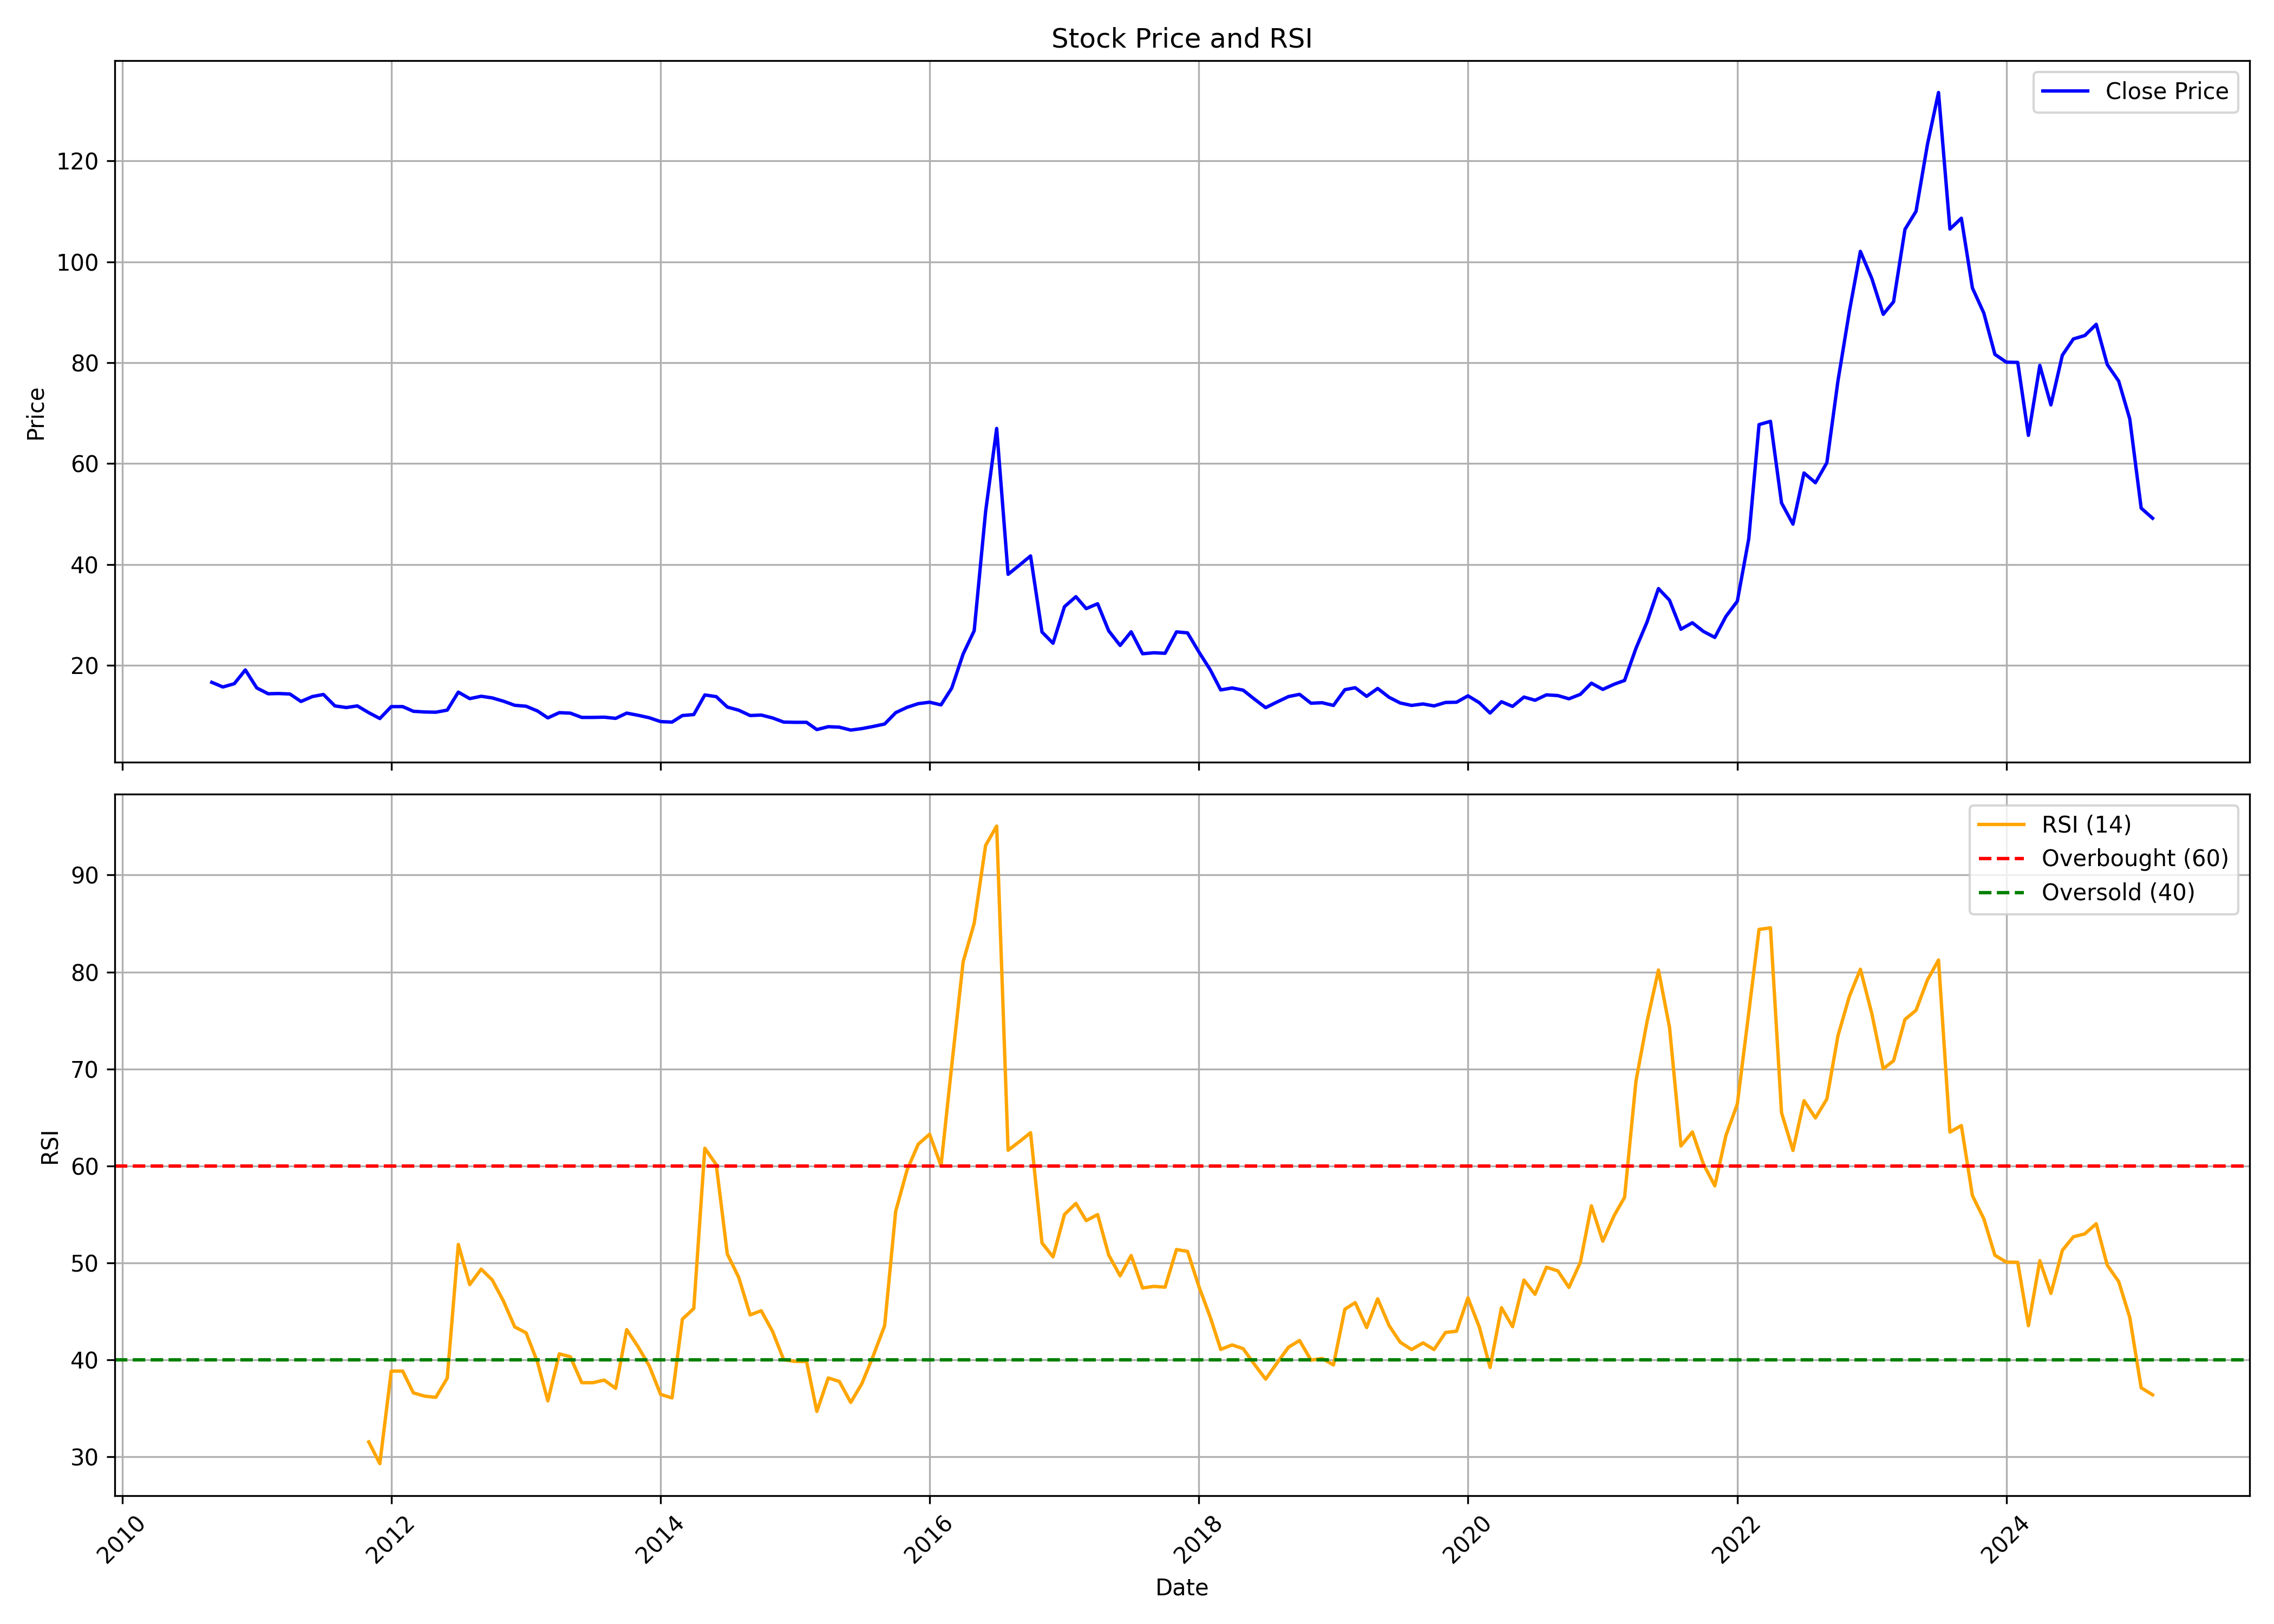 Stock Price and RSI
Close Price
120
100
80
60
40
20
Price
RSI (14)
Overbought (60)
Oversold (40)
90
80
70
60
50
40
30
RSI
2010
2012
2014
2016
2018
2020
2022
2024
Date